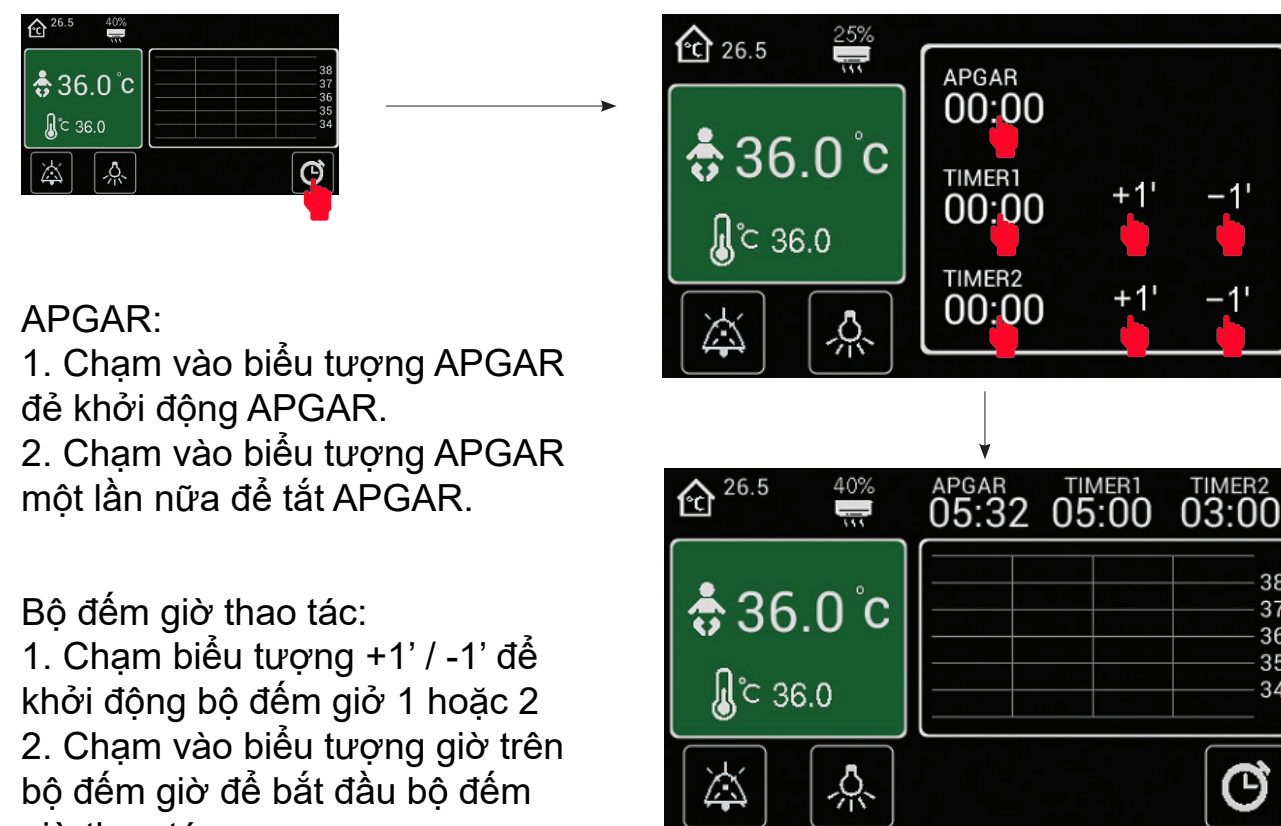 26.5 40%
36.0 °c
°c 36.0
38
37
36
35
34
°C 26.5 25%
36.0 °c
°c 36.0
APGAR
00:00
TIMER1
00:00 +1' −1'
TIMER2
00:00 +1' −1'
APGAR:
1. Chạm vào biểu tượng APGAR
đẻ khởi động APGAR.
2. Chạm vào biểu tượng APGAR
một lần nữa để tắt APGAR.
Bộ đếm giờ thao tác:
1. Chạm biểu tượng +1’ / -1’ để
khởi động bộ đếm giở 1 hoặc 2
2. Chạm vào biểu tượng giờ trên
bộ đếm giờ để bắt đầu bộ đếm
°C 26.5 40%
APGAR TIMER1 TIMER2
05:32 05:00 03:00
36.0 °c
°c 36.0
38
37
36
35
34